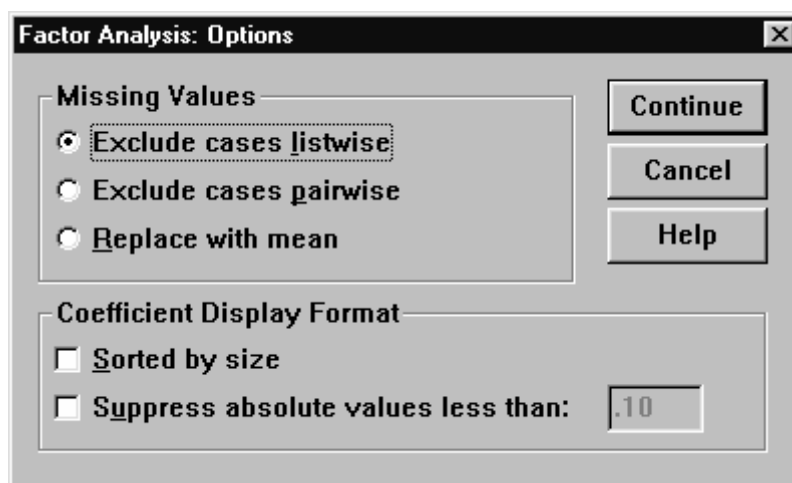 Factor Analysis: Options
Missing Values
Exclude cases listwise
Exclude cases pairwise
Replace with mean
Continue
Cancel
Help
Coefficient Display Format
Sorted by size
Suppress absolute values less than: .10